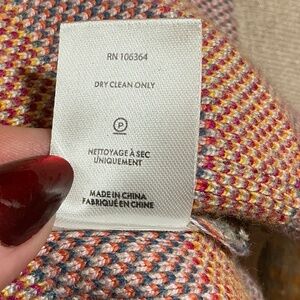 RN 106364
DRY CLEAN ONLY
P
NETTOYAGE À SEC
UNIQUEMENT
MADE IN CHINA
FABRIQUÉ EN CHINE